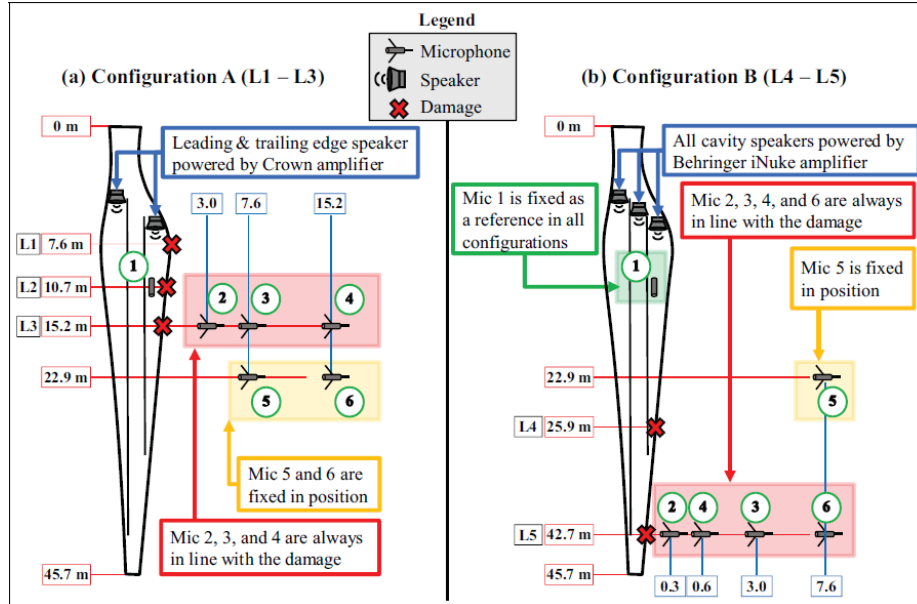 Legend
Microphone
Speaker
Damage
(a) Configuration A (L1 – L3)
0 m
Leading & trailing edge speaker
powered by Crown amplifier
3.0
7.6
15.2
L1 7.6 m
1
L2 10.7 m
2
3
4
L3 15.2 m
22.9 m
5
6
Mic 5 and 6 are
fixed in position
Mic 2, 3, and 4 are always
in line with the damage
45.7 m
(b) Configuration B (L4 – L5)
0 m
All cavity speakers powered by
Behringer iNuke amplifier
Mic 1 is fixed as
a reference in all
configurations
Mic 2, 3, 4, and 6 are always
in line with the damage
1
Mic 5 is fixed
in position
22.9 m
5
L4 25.9 m
2
4
3
6
L5 42.7 m
45.7 m
0.3
0.6
3.0
7.6